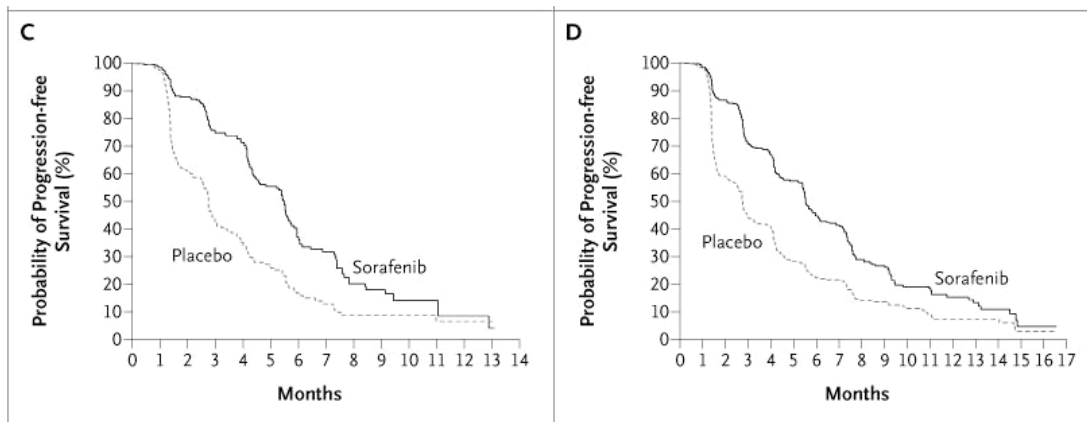 C
Probability of Progression-free
Survival (%)
100
90
80
70
60
50
40
30
20
10
0
Placebo
Sorafenib
0 1 2 3 4 5 6 7 8 9 10 11 12 13 14
Months
D
Probability of Progression-free
Survival (%)
100
90
80
70
60
50
40
30
20
10
0
Placebo
Sorafenib
0 1 2 3 4 5 6 7 8 9 10 11 12 13 14 15 16 17
Months